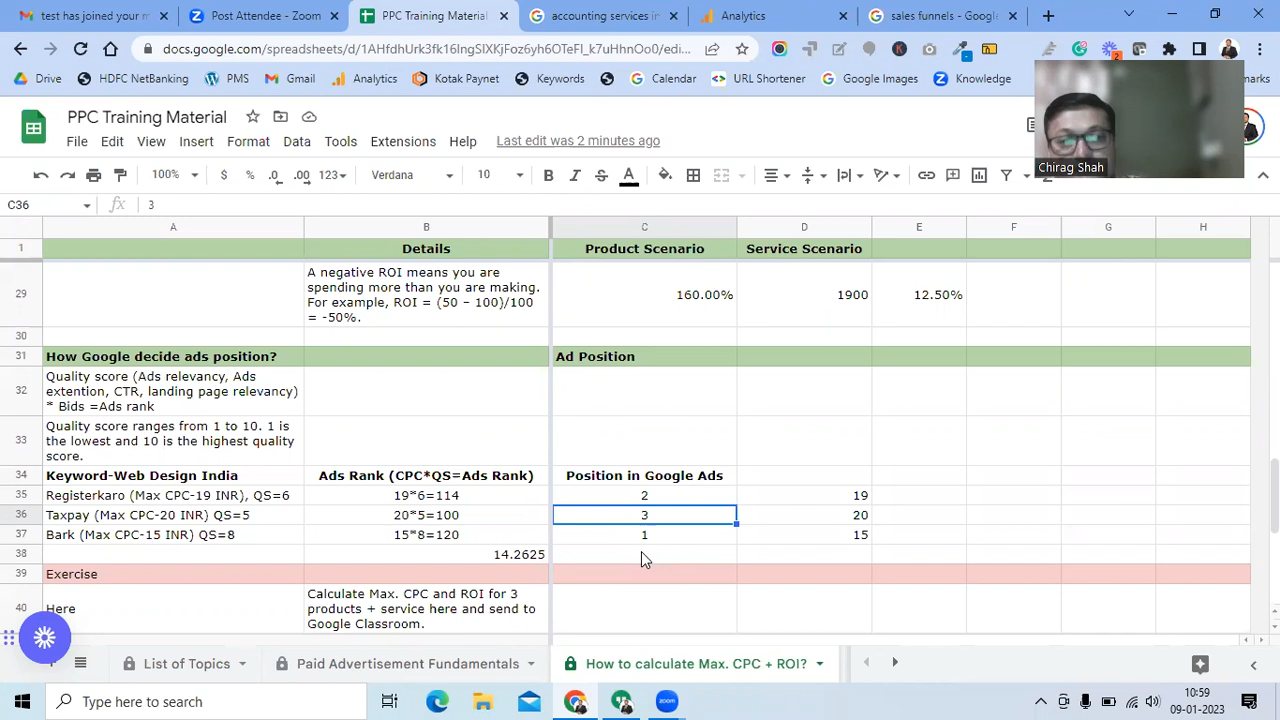 test has joined your m
Post Attendee - Zoom
PPC Training Material
accounting services in
Analytics
sales funnels - Google
docs.google.com/spreadsheets/d/1AHfdhUrk3fk16IngSIXKjFoz6yh6OTeFl_k7uHhnOo0/edi...
Drive
HDFC NetBanking
PMS
Gmail
Analytics
Kotak Paynet
Keywords
Calendar
URL Shortener
Google Images
Knowledge
PPC Training Material
File Edit View Insert Format Data Tools Extensions Help
Last edit was 2 minutes ago
Chirag Shah
100% $ % .0 .00 123 Verdana 10 B I S A
C36 fx 3
A B C D E F G H
1 Details Product Scenario Service Scenario
29 A negative ROI means you are
spending more than you are making.
For example, ROI = (50 – 100)/100
= -50%.
160.00% 1900 12.50%
30
31 How Google decide ads position? Ad Position
32 Quality score (Ads relevancy, Ads
extention, CTR, landing page relevancy)
* Bids =Ads rank
33 Quality score ranges from 1 to 10. 1 is
the lowest and 10 is the highest quality
score.
34 Keyword-Web Design India Ads Rank (CPC*QS=Ads Rank) Position in Google Ads
35 Registerkaro (Max CPC-19 INR), QS=6 19*6=114 2 19
36 Taxpay (Max CPC-20 INR) QS=5 20*5=100 3 20
37 Bark (Max CPC-15 INR) QS=8 15*8=120 1 15
38 14.2625
39 Exercise
40 Here Calculate Max. CPC and ROI for 3
products + service here and send to
Google Classroom.
List of Topics
Paid Advertisement Fundamentals
How to calculate Max. CPC + ROI?
Type here to search
zoom
10:59
09-01-2023